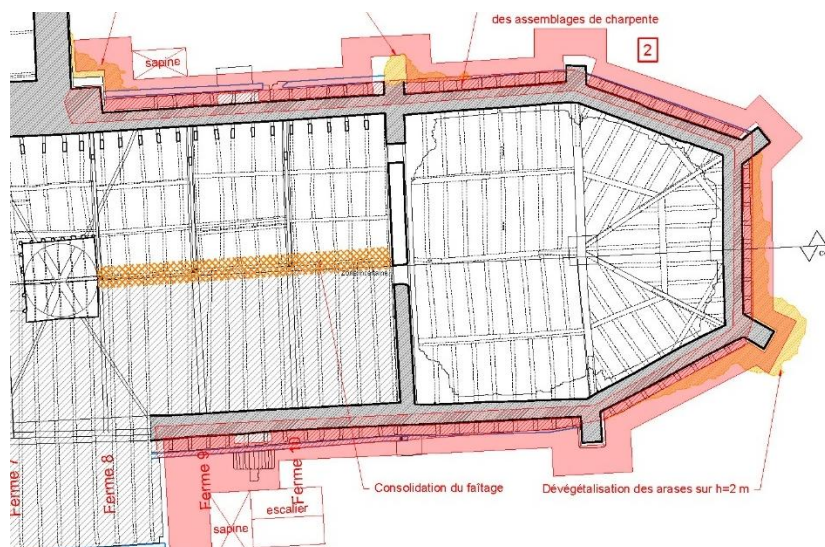 des assemblages de charpente
2
sapine
Ferme 7
Ferme 8
Ferme 9
Ferme 10
Consolidation du faîtage
Dévégétalisation des arases sur h=2 m
escalier
sapine